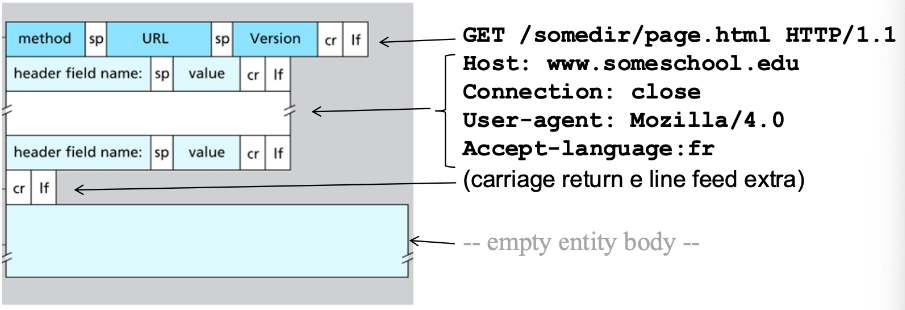 method sp URL sp Version cr lf
GET /somedir/page.html HTTP/1.1
header field name: sp value cr lf
Host: www.someschool.edu
Connection: close
User-agent: Mozilla/4.0
Accept-language:fr
header field name: sp value cr lf
cr lf
(carriage return e line feed extra)
-- empty entity body --